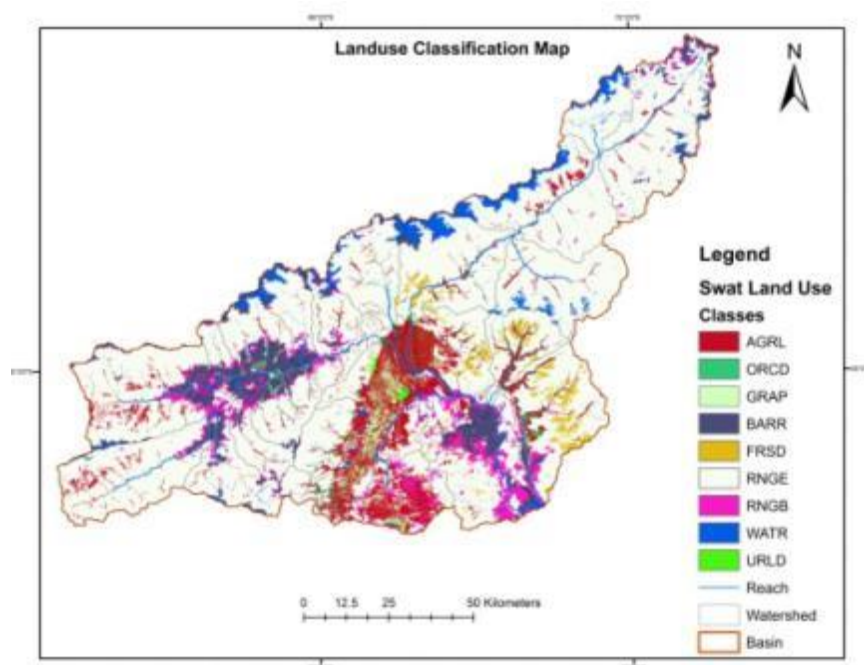 Landuse Classification Map
N
Legend
Swat Land Use
Classes
AGRL
ORCD
GRAP
BARR
FRSD
RNGE
RNGB
WATR
URLD
Reach
Watershed
Basin
0 12.5 25 50 Kilometers